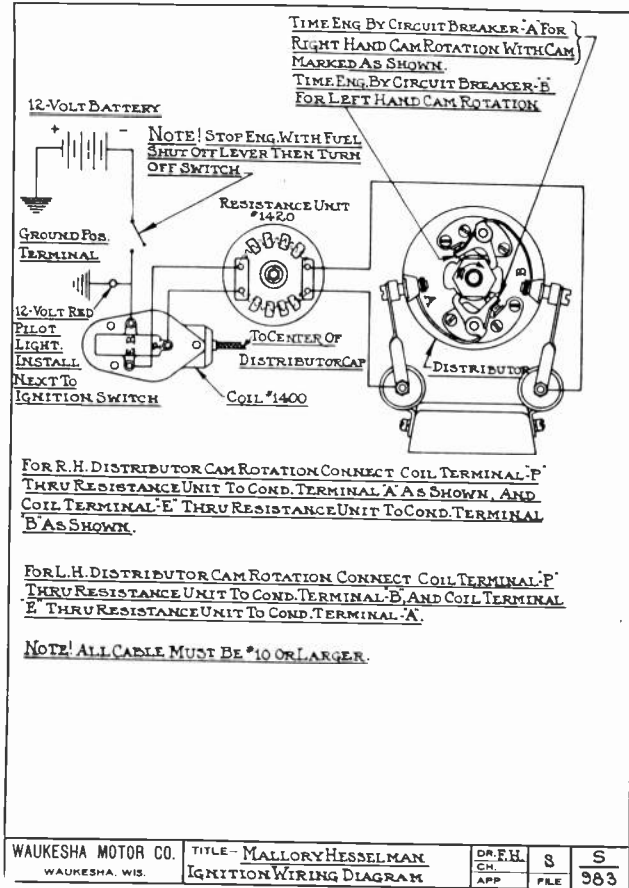 TIME ENG BY CIRCUIT BREAKER-"A" FOR
RIGHT HAND CAM ROTATION WITH CAM
MARKED AS SHOWN.
TIME ENG. BY CIRCUIT BREAKER-"B"
FOR LEFT HAND CAM ROTATION
12-VOLT BATTERY
+ -
NOTE! STOP ENG. WITH FUEL
SHUT OFF LEVER THEN TURN
OFF SWITCH
RESISTANCE UNIT
#1420
GROUND POS.
TERMINAL
A
B
12-VOLT RED
PILOT
LIGHT.
INSTALL
NEXT TO
IGNITION SWITCH
TO CENTER OF
DISTRIBUTOR CAP
DISTRIBUTOR
COIL #1400
FOR R.H. DISTRIBUTOR CAM ROTATION CONNECT COIL TERMINAL-"P"
THRU RESISTANCE UNIT TO COND. TERMINAL "A" AS SHOWN, AND
COIL TERMINAL-"E" THRU RESISTANCE UNIT TO COND. TERMINAL
"B" AS SHOWN.
FOR L.H. DISTRIBUTOR CAM ROTATION CONNECT COIL TERMINAL-"P"
THRU RESISTANCE UNIT TO COND. TERMINAL-"B", AND COIL TERMINAL
"E" THRU RESISTANCE UNIT TO COND. TERMINAL-"A".
NOTE! ALL CABLE MUST BE #10 OR LARGER.
WAUKESHA MOTOR CO.
WAUKESHA. WIS.
TITLE- MALLORY HESSELMAN
IGNITION WIRING DIAGRAM
DR. F.H.
CH.
APP
8
FILE
S
983